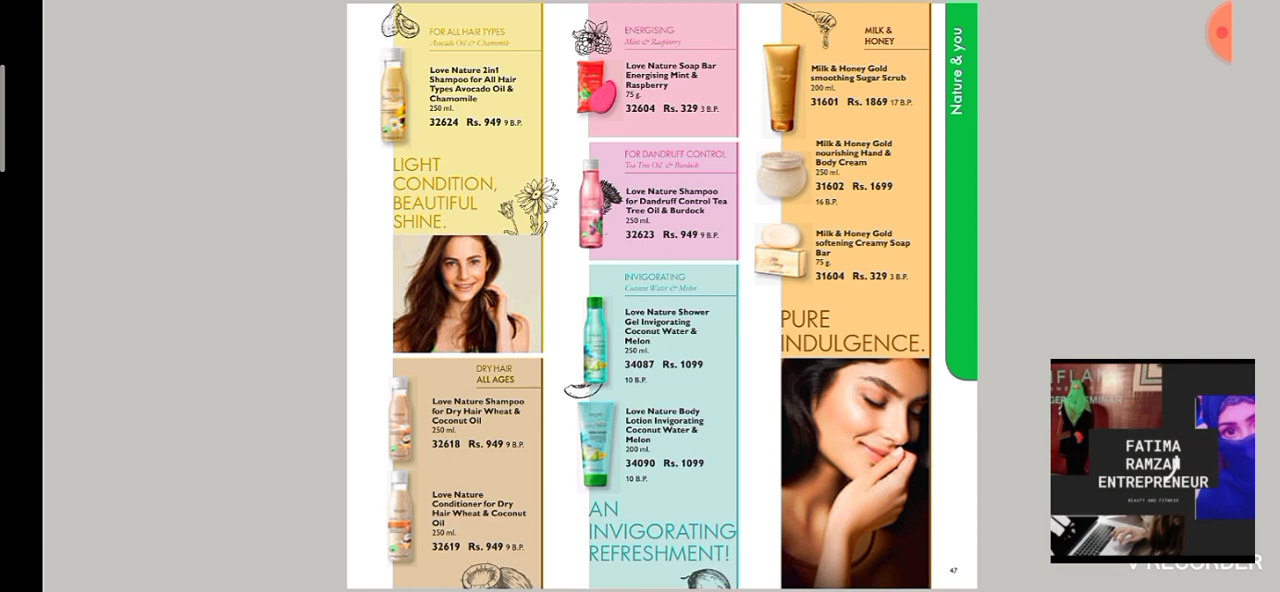 FOR ALL HAIR TYPES
Avocado Oil & Chamomile
Love Nature 2in1
Shampoo for All Hair
Types Avocado Oil &
Chamomile
250 ml.
32624 Rs. 949 9 B.P.
LIGHT
CONDITION,
BEAUTIFUL
SHINE.
DRY HAIR
ALL AGES
Love Nature Shampoo
for Dry Hair Wheat &
Coconut Oil
250 ml.
32618 Rs. 949 9 B.P.
Love Nature
Conditioner for Dry
Hair Wheat & Coconut
Oil
250 ml.
32619 Rs. 949 9 B.P.
ENERGISING
Mint & Raspberry
Love Nature Soap Bar
Energising Mint &
Raspberry
75 g.
32604 Rs. 329 3 B.P.
FOR DANDRUFF CONTROL
Tea Tree Oil & Burdock
Love Nature Shampoo
for Dandruff Control Tea
Tree Oil & Burdock
250 ml.
32623 Rs. 949 9 B.P.
INVIGORATING
Coconut Water & Melon
Love Nature Shower
Gel Invigorating
Coconut Water &
Melon
250 ml.
34087 Rs. 1099
10 B.P.
Love Nature Body
Lotion Invigorating
Coconut Water &
Melon
200 ml.
34090 Rs. 1099
10 B.P.
AN
INVIGORATING
REFRESHMENT!
MILK &
HONEY
Milk & Honey Gold
smoothing Sugar Scrub
200 ml.
31601 Rs. 1869 17 B.P.
Milk & Honey Gold
nourishing Hand &
Body Cream
250 ml.
31602 Rs. 1699
16 B.P.
Milk & Honey Gold
softening Creamy Soap
Bar
75 g.
31604 Rs. 329 3 B.P.
PURE
INDULGENCE.
47
Nature & you
FATIMA
RAMZAN
ENTREPRENEUR
BEAUTY AND FITNESS
RECORDER